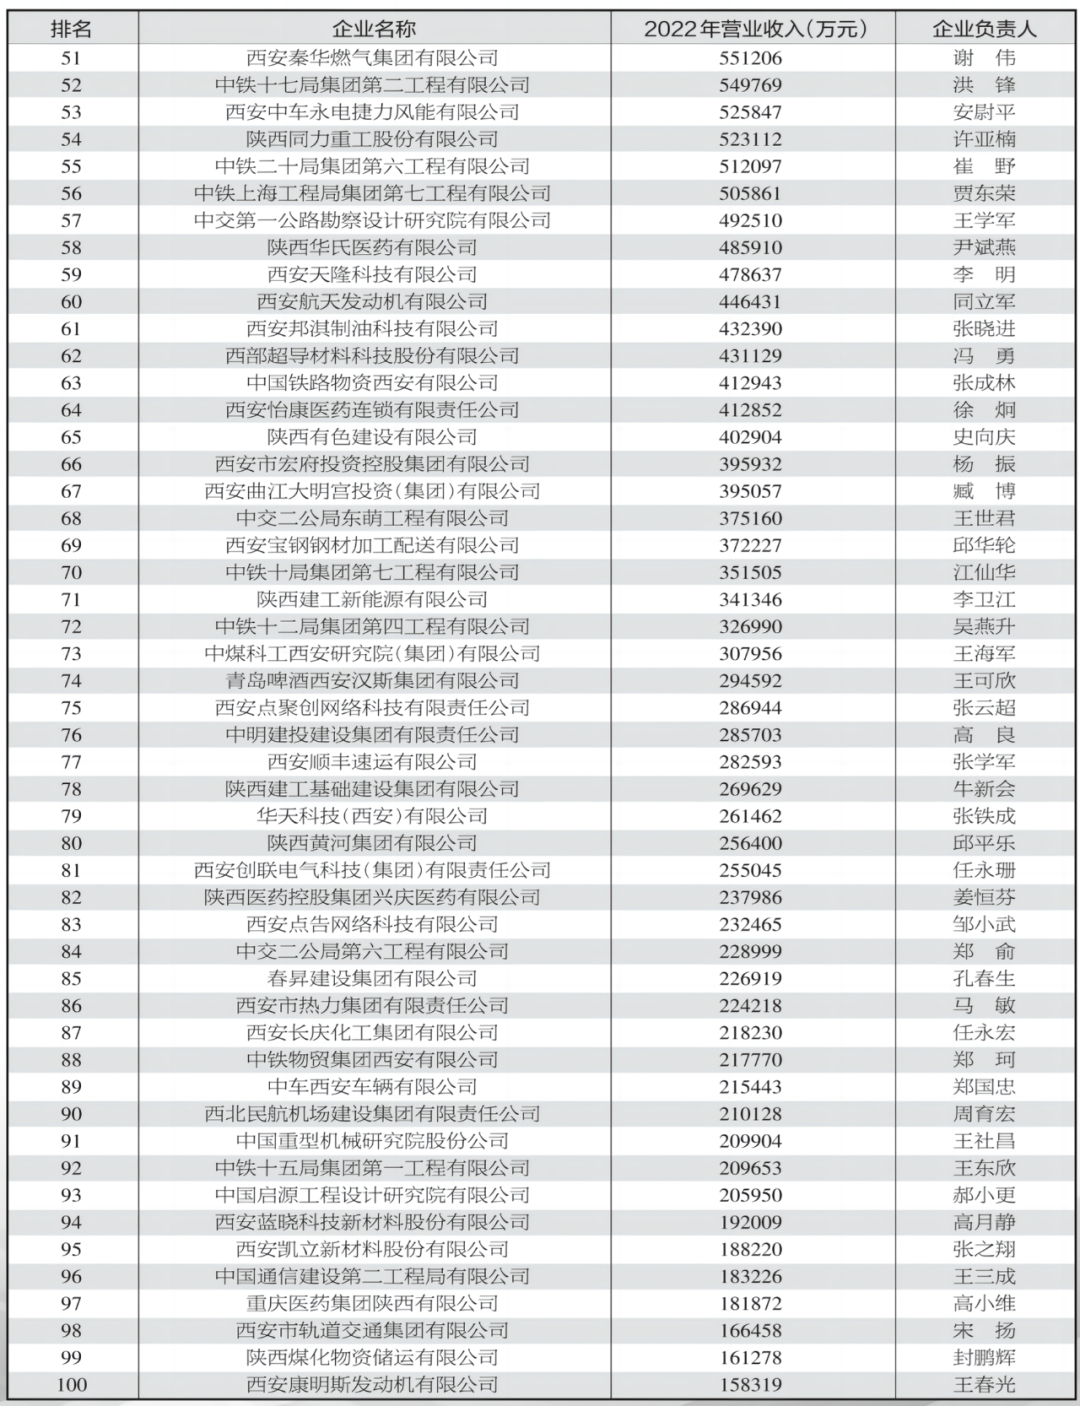 排名 企业名称 2022年营业收入(万元) 企业负责人
51 西安秦华燃气集团有限公司 551206 谢 伟
52 中铁十七局集团第二工程有限公司 549769 洪 锋
53 西安中车永电捷力风能有限公司 525847 安尉平
54 陕西同力重工股份有限公司 523112 许亚楠
55 中铁二十局集团第六工程有限公司 512097 崔 野
56 中铁上海工程局集团第七工程有限公司 505861 贾东荣
57 中交第一公路勘察设计研究院有限公司 492510 王学军
58 陕西华氏医药有限公司 485910 尹斌燕
59 西安天隆科技有限公司 478637 李 明
60 西安航天发动机有限公司 446431 同立军
61 西安邦淇制油科技有限公司 432390 张晓进
62 西部超导材料科技股份有限公司 431129 冯 勇
63 中国铁路物资西安有限公司 412943 张成林
64 西安怡康医药连锁有限责任公司 412852 徐 炯
65 陕西有色建设有限公司 402904 史向庆
66 西安市宏府投资控股集团有限公司 395932 杨 振
67 西安曲江大明宫投资(集团)有限公司 395057 臧 博
68 中交二公局东萌工程有限公司 375160 王世君
69 西安宝钢钢材加工配送有限公司 372227 邱华轮
70 中铁十局集团第七工程有限公司 351505 江仙华
71 陕西建工新能源有限公司 341346 李卫江
72 中铁十二局集团第四工程有限公司 326990 吴燕升
73 中煤科工西安研究院(集团)有限公司 307956 王海军
74 青岛啤酒西安汉斯集团有限公司 294592 王可欣
75 西安点聚创网络科技有限责任公司 286944 张云超
76 中明建投建设集团有限责任公司 285703 高 良
77 西安顺丰速运有限公司 282593 张学军
78 陕西建工基础建设集团有限公司 269629 牛新会
79 华天科技(西安)有限公司 261462 张铁成
80 陕西黄河集团有限公司 256400 邱平乐
81 西安创联电气科技(集团)有限责任公司 255045 任永珊
82 陕西医药控股集团兴庆医药有限公司 237986 姜恒芬
83 西安点告网络科技有限公司 232465 邹小武
84 中交二公局第六工程有限公司 228999 郑 俞
85 春昇建设集团有限公司 226919 孔春生
86 西安市热力集团有限责任公司 224218 马 敏
87 西安长庆化工集团有限公司 218230 任永宏
88 中铁物贸集团西安有限公司 217770 郑 珂
89 中车西安车辆有限公司 215443 郑国忠
90 西北民航机场建设集团有限责任公司 210128 周育宏
91 中国重型机械研究院股份公司 209904 王社昌
92 中铁十五局集团第一工程有限公司 209653 王东欣
93 中国启源工程设计研究院有限公司 205950 郝小更
94 西安蓝晓科技新材料股份有限公司 192009 高月静
95 西安凯立新材料股份有限公司 188220 张之翔
96 中国通信建设第二工程局有限公司 183226 王三成
97 重庆医药集团陕西有限公司 181872 高小维
98 西安市轨道交通集团有限公司 166458 宋 扬
99 陕西煤化物资储运有限公司 161278 封鹏辉
100 西安康明斯发动机有限公司 158319 王春光